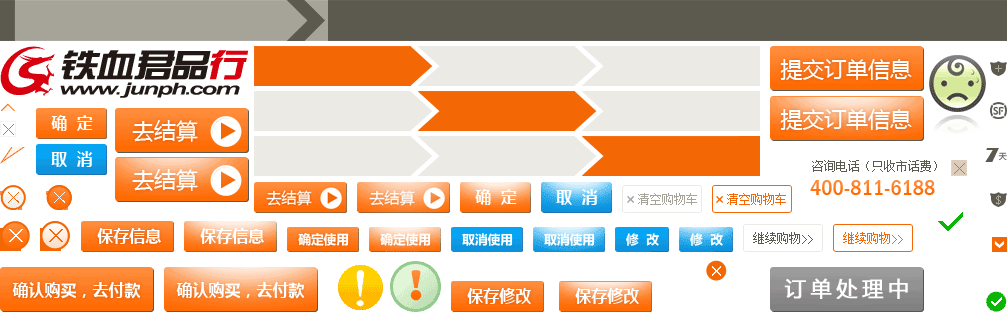 铁血君品行
www.junph.com
提交订单信息
提交订单信息
SF
确 定
去结算
取 消
7天
咨询电话（只收市话费）
400-811-6188
去结算
去结算
去结算
确 定
取 消
×清空购物车
×清空购物车
$
保存信息
保存信息
确定使用
确定使用
取消使用
取消使用
修 改
修 改
继续购物>>
继续购物>>
确认购买，去付款
确认购买，去付款
保存修改
保存修改
订单处理中